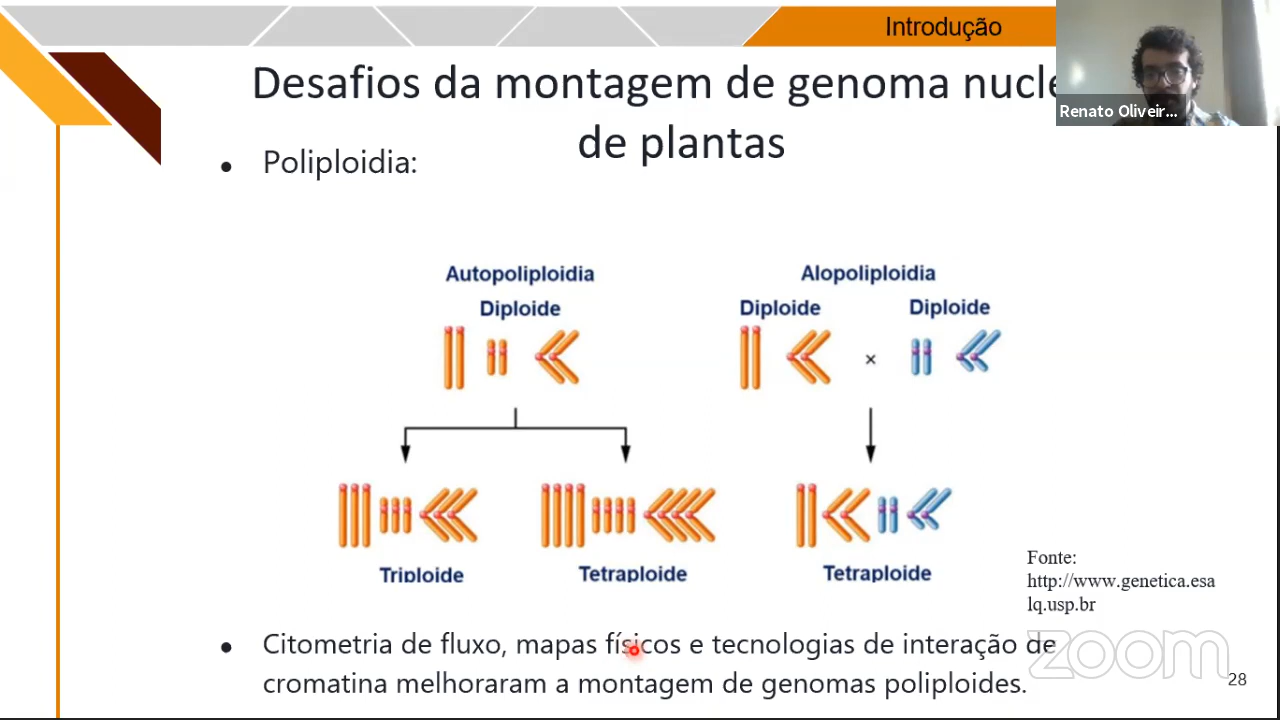 Introdução
Desafios da montagem de genoma nucle
de plantas
Renato Oliveir...
• Poliploidia:
Autopoliploidia
Diploide
Alopoliploidia
Diploide
Diploide
×
Triploide
Tetraploide
Tetraploide
Fonte:
http://www.genetica.esa
lq.usp.br
• Citometria de fluxo, mapas físicos e tecnologias de interação de
cromatina melhoraram a montagem de genomas poliploides.
zoom
28